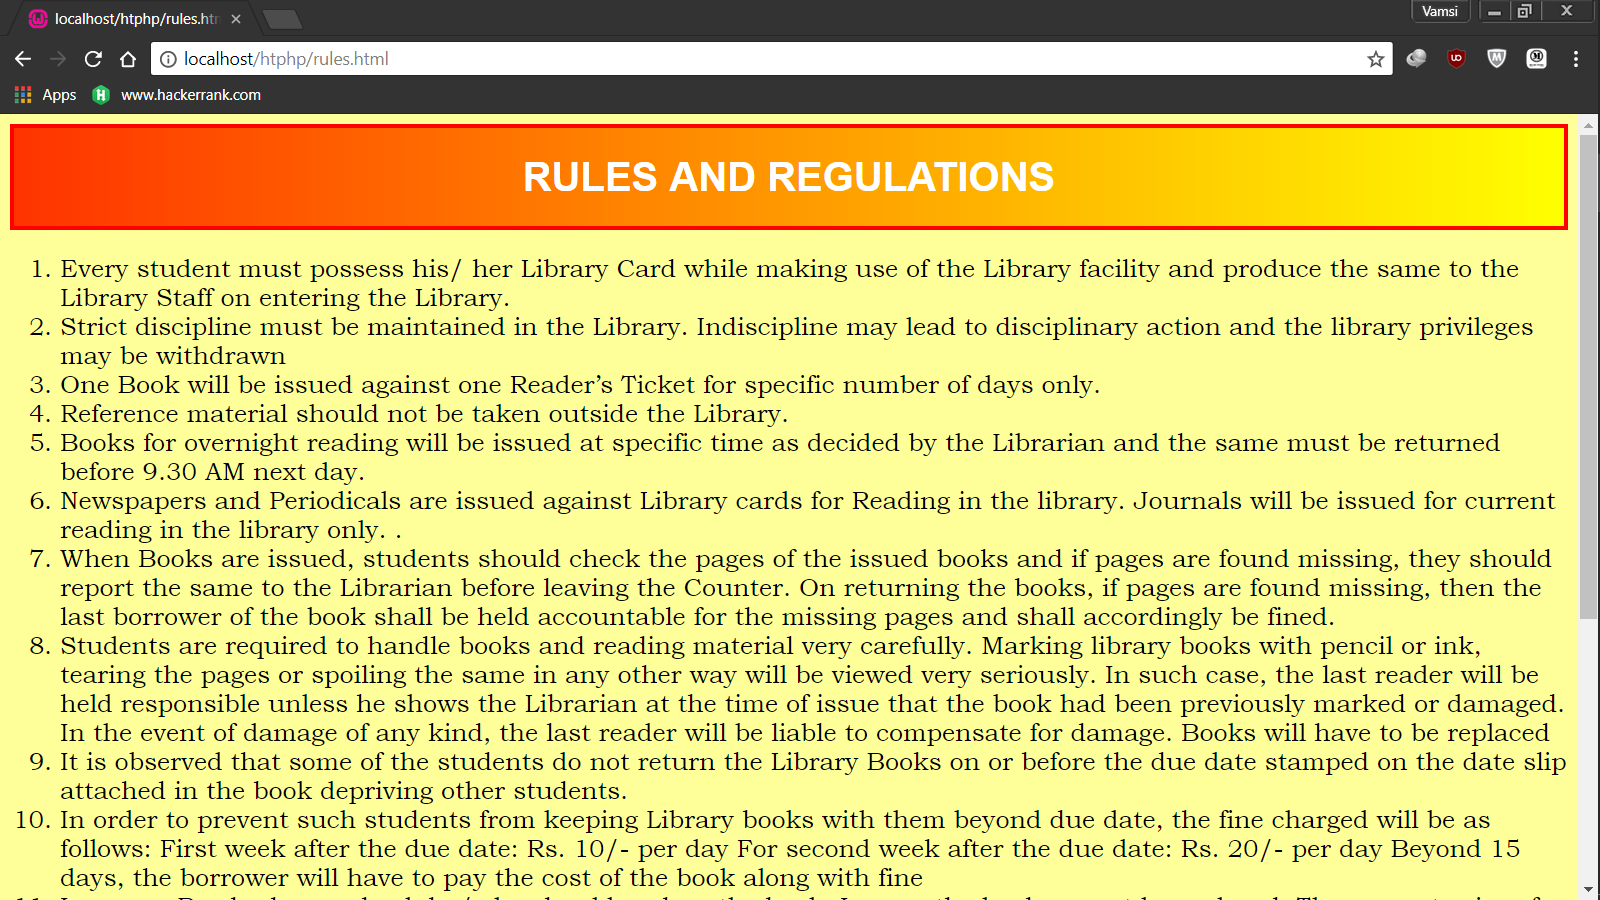 localhost/htphp/rules.htm
Vamsi
localhost/htphp/rules.html
Apps
www.hackerrank.com
RULES AND REGULATIONS
1. Every student must possess his/ her Library Card while making use of the Library facility and produce the same to the
Library Staff on entering the Library.
2. Strict discipline must be maintained in the Library. Indiscipline may lead to disciplinary action and the library privileges
may be withdrawn
3. One Book will be issued against one Reader’s Ticket for specific number of days only.
4. Reference material should not be taken outside the Library.
5. Books for overnight reading will be issued at specific time as decided by the Librarian and the same must be returned
before 9.30 AM next day.
6. Newspapers and Periodicals are issued against Library cards for Reading in the library. Journals will be issued for current
reading in the library only. .
7. When Books are issued, students should check the pages of the issued books and if pages are found missing, they should
report the same to the Librarian before leaving the Counter. On returning the books, if pages are found missing, then the
last borrower of the book shall be held accountable for the missing pages and shall accordingly be fined.
8. Students are required to handle books and reading material very carefully. Marking library books with pencil or ink,
tearing the pages or spoiling the same in any other way will be viewed very seriously. In such case, the last reader will be
held responsible unless he shows the Librarian at the time of issue that the book had been previously marked or damaged.
In the event of damage of any kind, the last reader will be liable to compensate for damage. Books will have to be replaced
9. It is observed that some of the students do not return the Library Books on or before the due date stamped on the date slip
attached in the book depriving other students.
10. In order to prevent such students from keeping Library books with them beyond due date, the fine charged will be as
follows: First week after the due date: Rs. 10/- per day For second week after the due date: Rs. 20/- per day Beyond 15
days, the borrower will have to pay the cost of the book along with fine